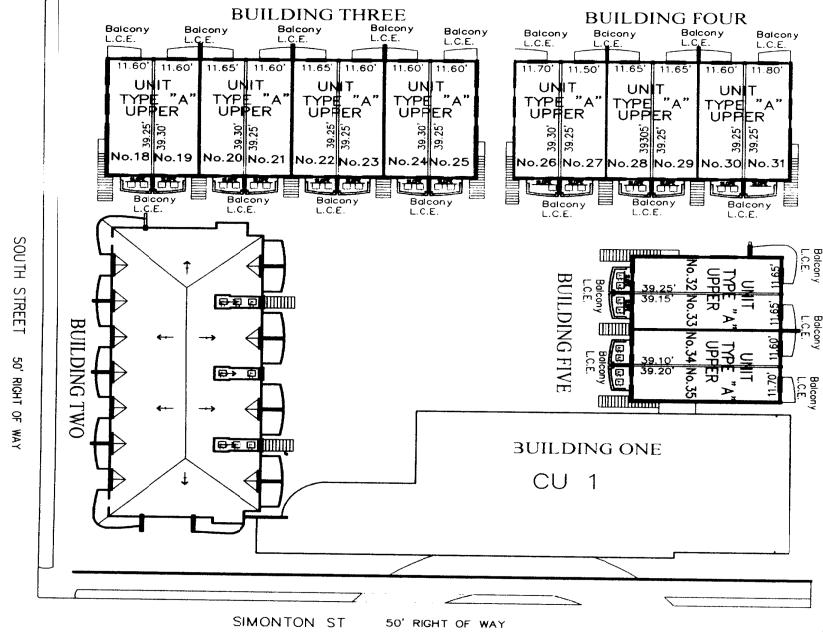 BUILDING THREE
BUILDING FOUR
Balcony
L.C.E.
Balcony
L.C.E.
Balcony
L.C.E.
Balcony
L.C.E.
Balcony
L.C.E.
Balcony
L.C.E.
Balcony
L.C.E.
Balcony
L.C.E.
Balcony
L.C.E.
11.60' 11.60' 11.65' 11.60' 11.65' 11.60' 11.60' 11.60'
11.70' 11.50' 11.65' 11.65' 11.60' 11.80'
UNIT
TYPE "A"
UPPER
UNIT
TYPE "A"
UPPER
UNIT
TYPE "A"
UPPER
UNIT
TYPE "A"
UPPER
UNIT
TYPE "A"
UPPER
UNIT
TYPE "A"
UPPER
UNIT
TYPE "A"
UPPER
39.25'
39.30'
39.30'
39.25'
39.25'
39.25'
39.30'
39.25'
39.30'
39.25'
39.25'
39.25'
39.25'
No.18 No.19 No.20 No.21 No.22 No.23 No.24 No.25
No.26 No.27 No.28 No.29 No.30 No.31
Balcony
L.C.E.
Balcony
L.C.E.
Balcony
L.C.E.
Balcony
L.C.E.
Balcony
L.C.E.
Balcony
L.C.E.
Balcony
L.C.E.
SOUTH STREET 50' RIGHT OF WAY
BUILDING TWO
BUILDING FIVE
Balcony
L.C.E.
Balcony
L.C.E.
Balcony
L.C.E.
Balcony
L.C.E.
Balcony
L.C.E.
39.25'
39.15'
39.10'
39.20'
No.32 No.33 No.34 No.35
UNIT
TYPE "A"
UPPER
UNIT
TYPE "A"
UPPER
11.65'
11.65'
11.60'
11.70'
BUILDING ONE
CU 1
SIMONTON ST 50' RIGHT OF WAY